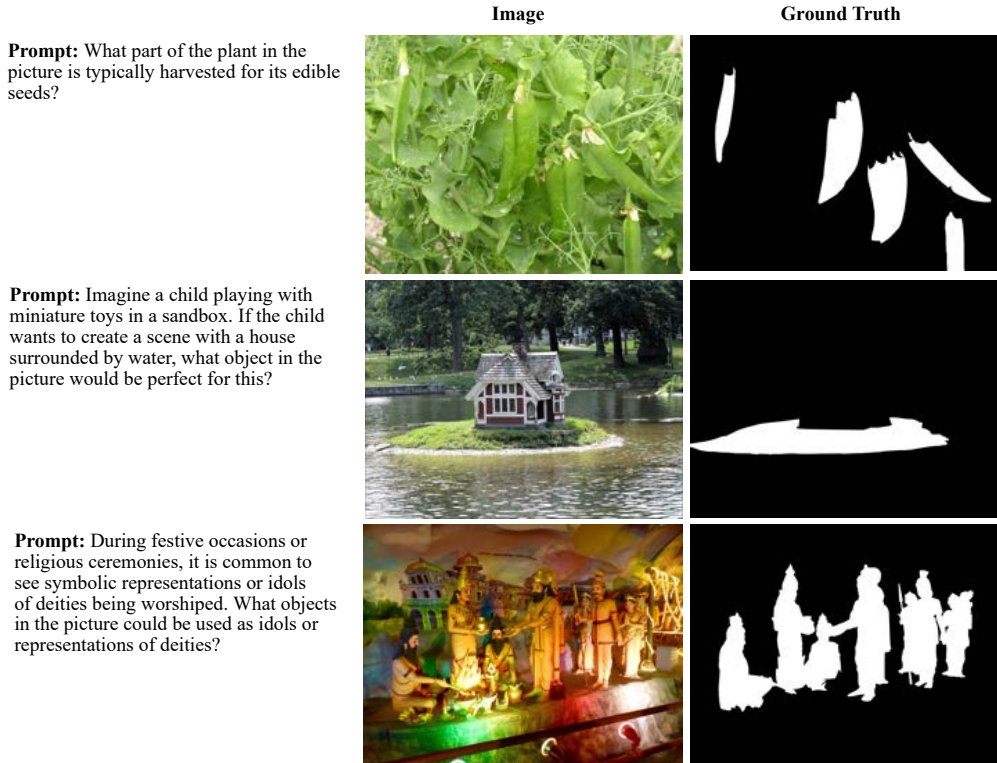 Image
Ground Truth
Prompt: What part of the plant in the
picture is typically harvested for its edible
seeds?
Prompt: Imagine a child playing with
miniature toys in a sandbox. If the child
wants to create a scene with a house
surrounded by water, what object in the
picture would be perfect for this?
Prompt: During festive occasions or
religious ceremonies, it is common to
see symbolic representations or idols
of deities being worshiped. What objects
in the picture could be used as idols or
representations of deities?